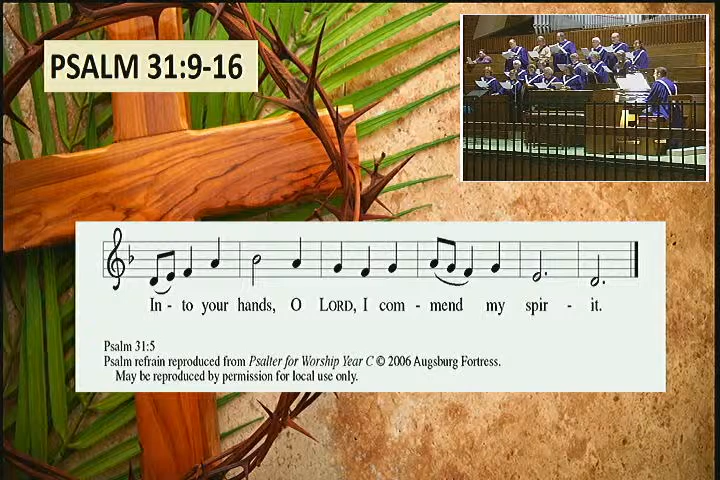 PSALM 31:9-16
In - to your hands, O LORD, I com - mend my spir - it.
Psalm 31:5
Psalm refrain reproduced from Psalter for Worship Year C © 2006 Augsburg Fortress.
May be reproduced by permission for local use only.